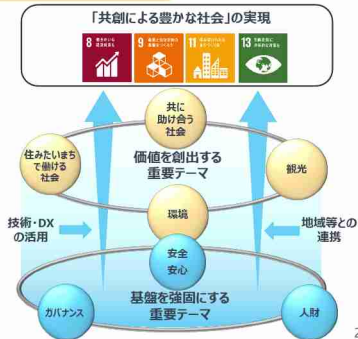 「共創による豊かな社会」の実現
8
9
11
13
共に
助け合う
社会
住みたいまち
で働ける
社会
価値を創出する
重要テーマ
観光
環境
技術・DX
の活用
地域等との
連携
安全
安心
基盤を強固にする
重要テーマ
ガバナンス
人財
2